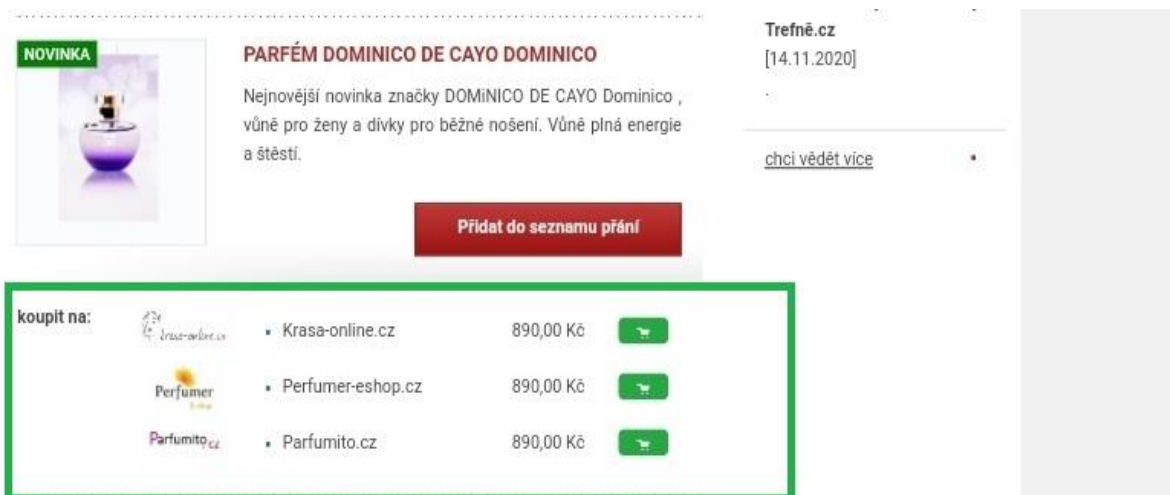 NOVINKA
PARFÉM DOMINICO DE CAYO DOMINICO
Nejnovější novinka značky DOMiNICO DE CAYO Dominico ,
vůně pro ženy a dívky pro běžné nošení. Vůně plná energie
a štěstí.
Přidat do seznamu přání
koupit na:
krasa-online.cz
Krasa-online.cz
890,00 Kč
Perfumer
Perfumer-eshop.cz
890,00 Kč
Parfumito.cz
Parfumito.cz
890,00 Kč
Trefně.cz
[14.11.2020]
.
chci vědět více